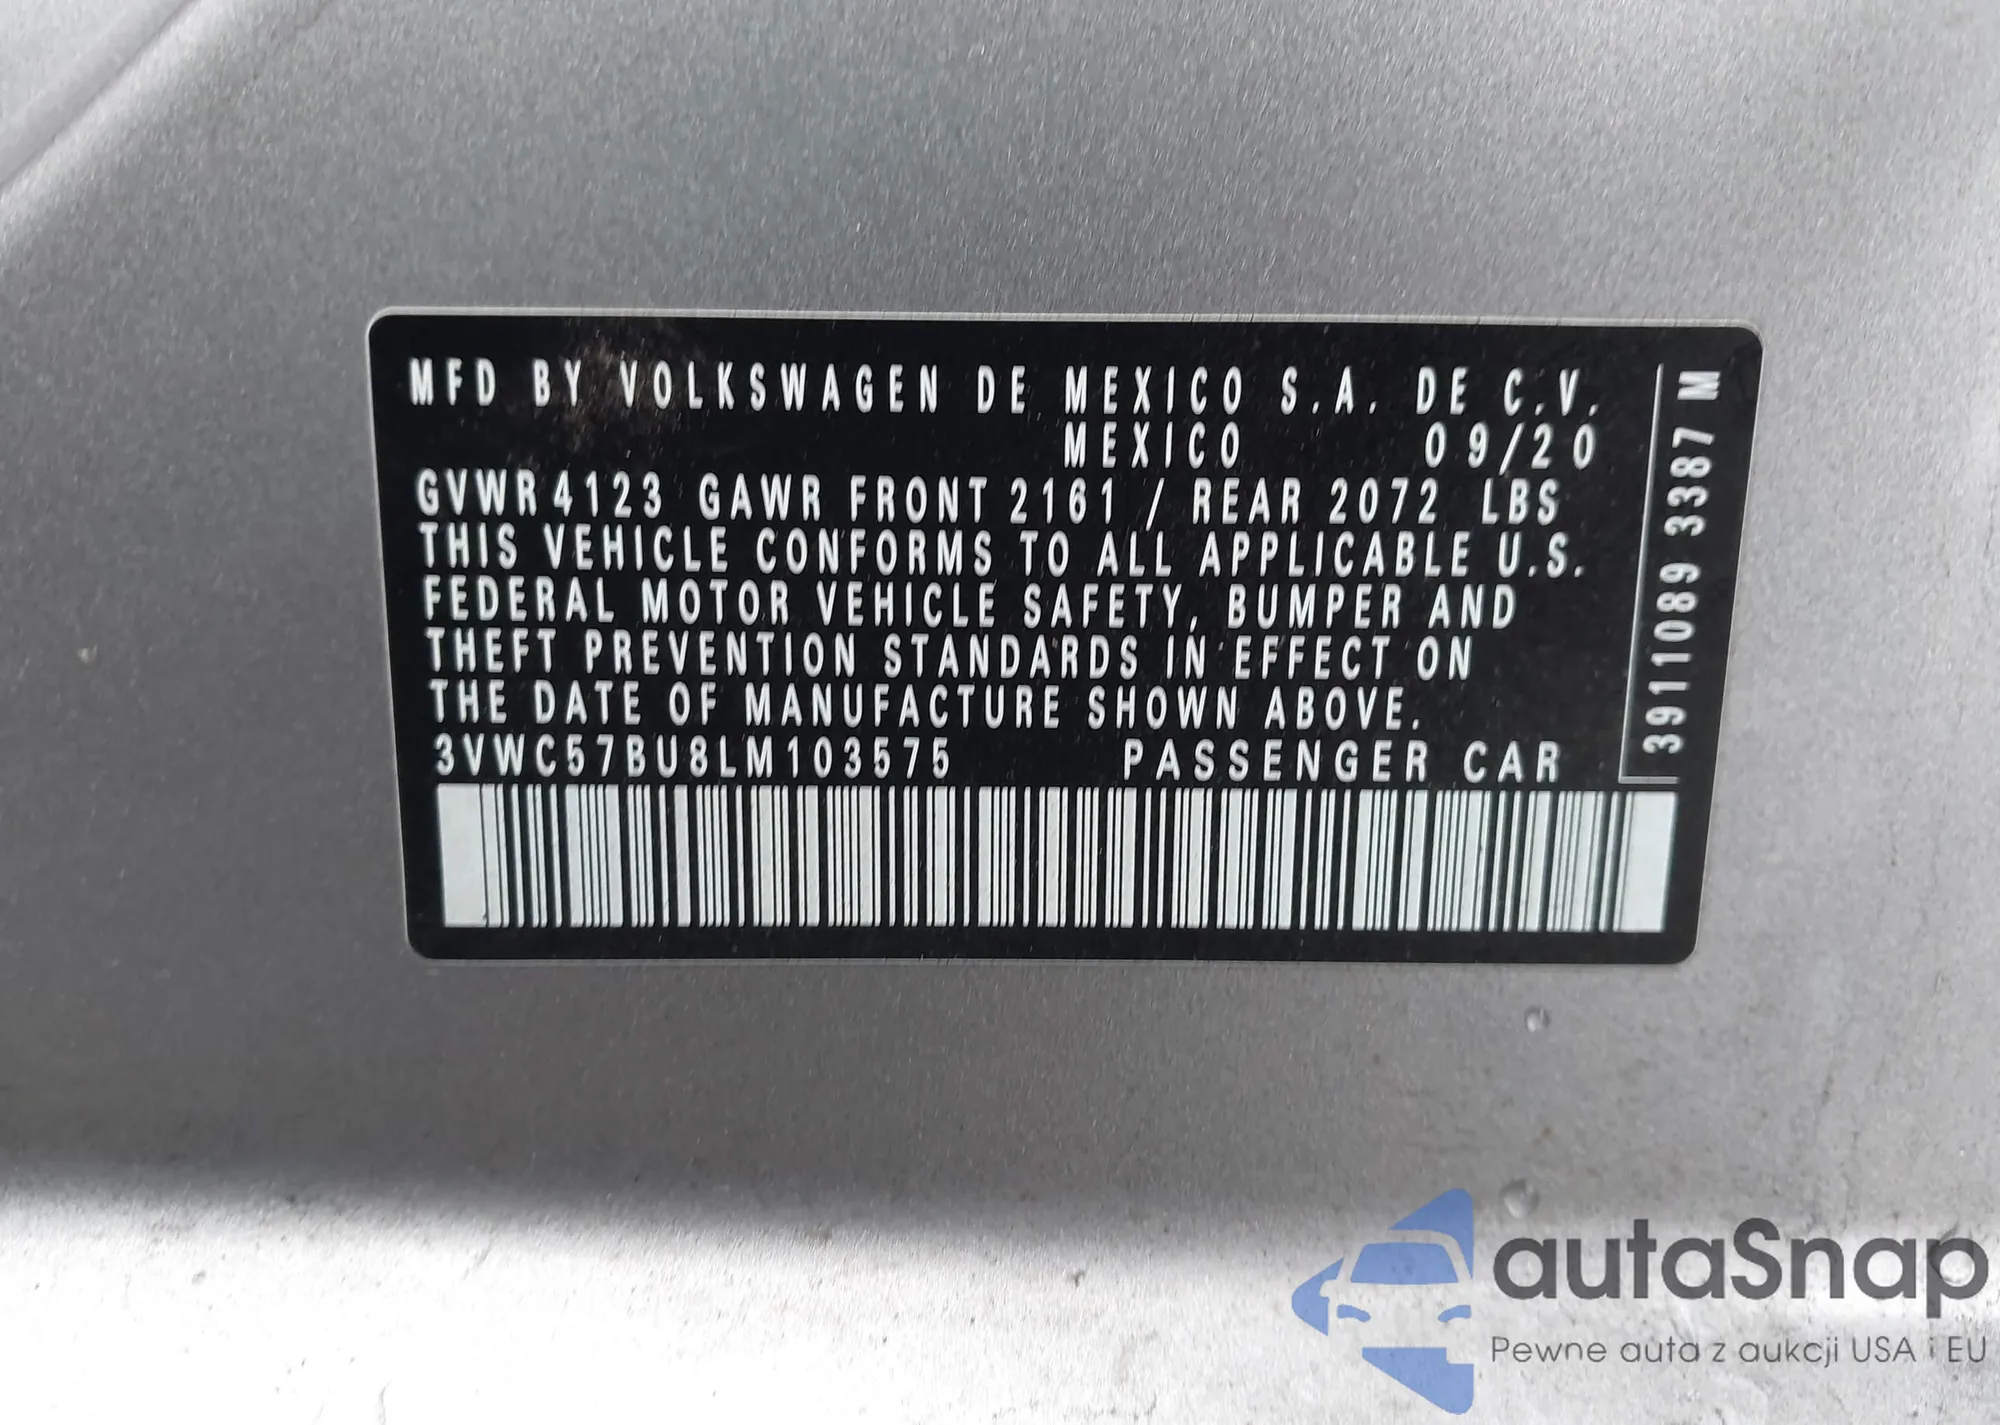 MFD BY VOLKSWAGEN DE MEXICO S.A. DE C.V.
MEXICO 09/20
GVWR 4123 GAWR FRONT 2161 / REAR 2072 LBS
THIS VEHICLE CONFORMS TO ALL APPLICABLE U.S.
FEDERAL MOTOR VEHICLE SAFETY, BUMPER AND
THEFT PREVENTION STANDARDS IN EFFECT ON
THE DATE OF MANUFACTURE SHOWN ABOVE.
3VWC57BU8LM103575 PASSENGER CAR
3911089 3387 M
autaSnap
Pewne auta z aukcji USA i EU